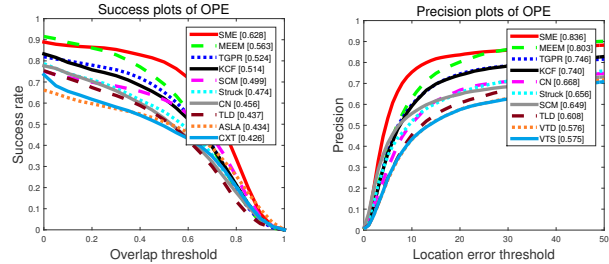 Success plots of OPE
Success rate
1
0.9
0.8
0.7
0.6
0.5
0.4
0.3
0.2
0.1
0
SME [0.628]
MEEM [0.563]
TGPR [0.524]
KCF [0.514]
SCM [0.499]
Struck [0.474]
CN [0.456]
TLD [0.437]
ASLA [0.434]
CXT [0.426]
0 0.2 0.4 0.6 0.8 1
Overlap threshold
Precision plots of OPE
Precision
1
0.9
0.8
0.7
0.6
0.5
0.4
0.3
0.2
0.1
0
SME [0.836]
MEEM [0.803]
TGPR [0.746]
KCF [0.740]
CN [0.668]
Struck [0.656]
SCM [0.649]
TLD [0.608]
VTD [0.576]
VTS [0.575]
0 10 20 30 40 50
Location error threshold